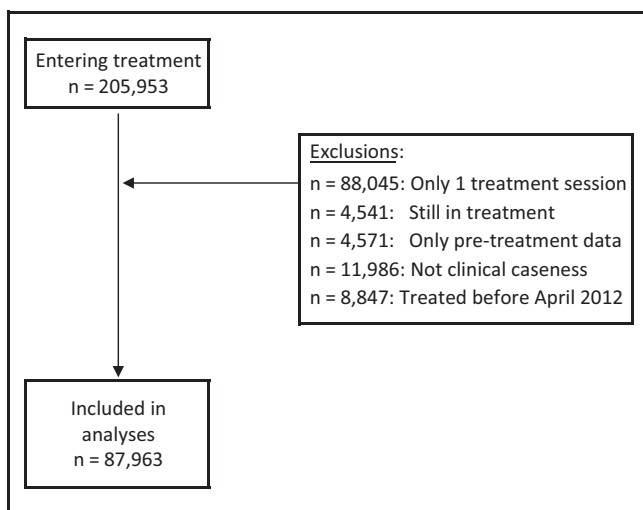 Entering treatment
n = 205,953
Exclusions:
n = 88,045: Only 1 treatment session
n = 4,541: Still in treatment
n = 4,571: Only pre-treatment data
n = 11,986: Not clinical caseness
n = 8,847: Treated before April 2012
Included in
analyses
n = 87,963